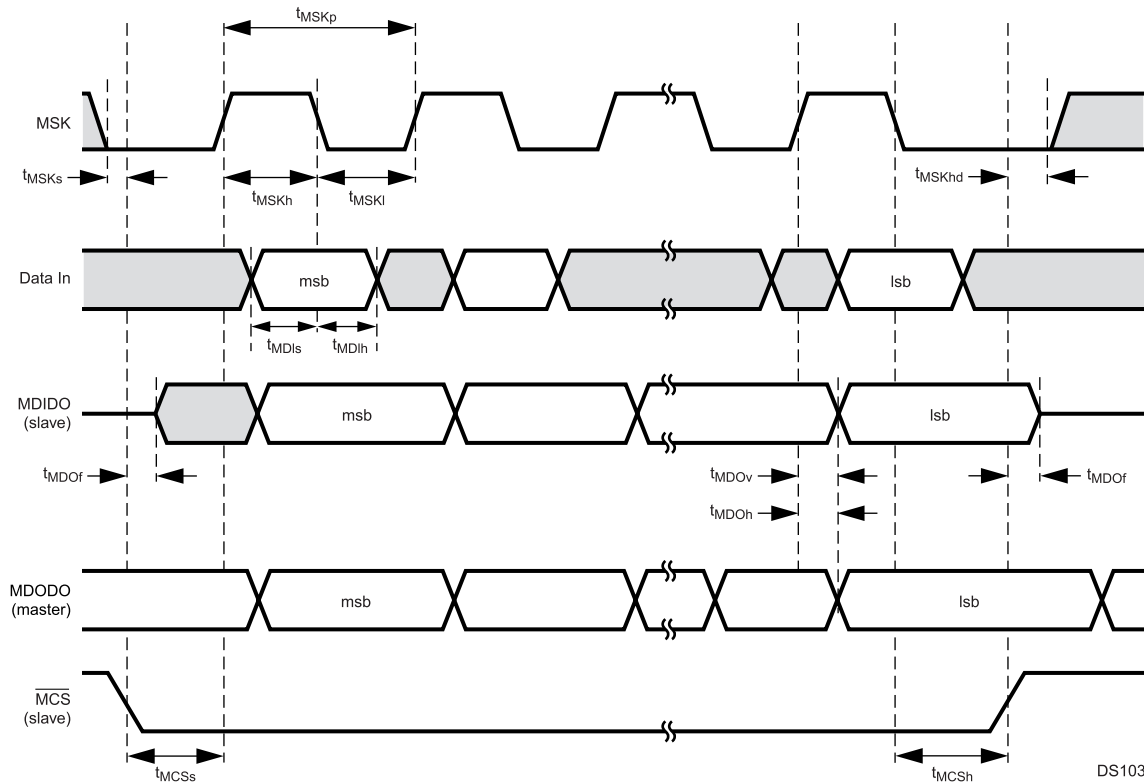 tMSKp
MSK
tMSKs
tMSKh
tMSKl
tMSKhd
Data In
msb
lsb
tMDIs
tMDIh
MDIDO
(slave)
msb
lsb
tMDOf
tMDOv
tMDOf
tMDOh
MDODO
(master)
msb
lsb
MCS
(slave)
tMCSs
tMCSh
DS103